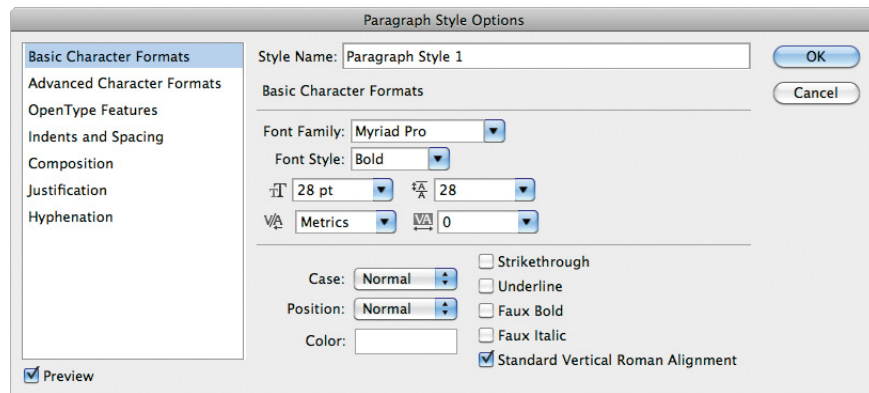 Paragraph Style Options
Basic Character Formats
Advanced Character Formats
OpenType Features
Indents and Spacing
Composition
Justification
Hyphenation
Preview
Style Name: Paragraph Style 1
Basic Character Formats
Font Family: Myriad Pro
Font Style: Bold
28 pt 28
Metrics 0
Case: Normal
Position: Normal
Color:
Strikethrough
Underline
Faux Bold
Faux Italic
Standard Vertical Roman Alignment
OK
Cancel